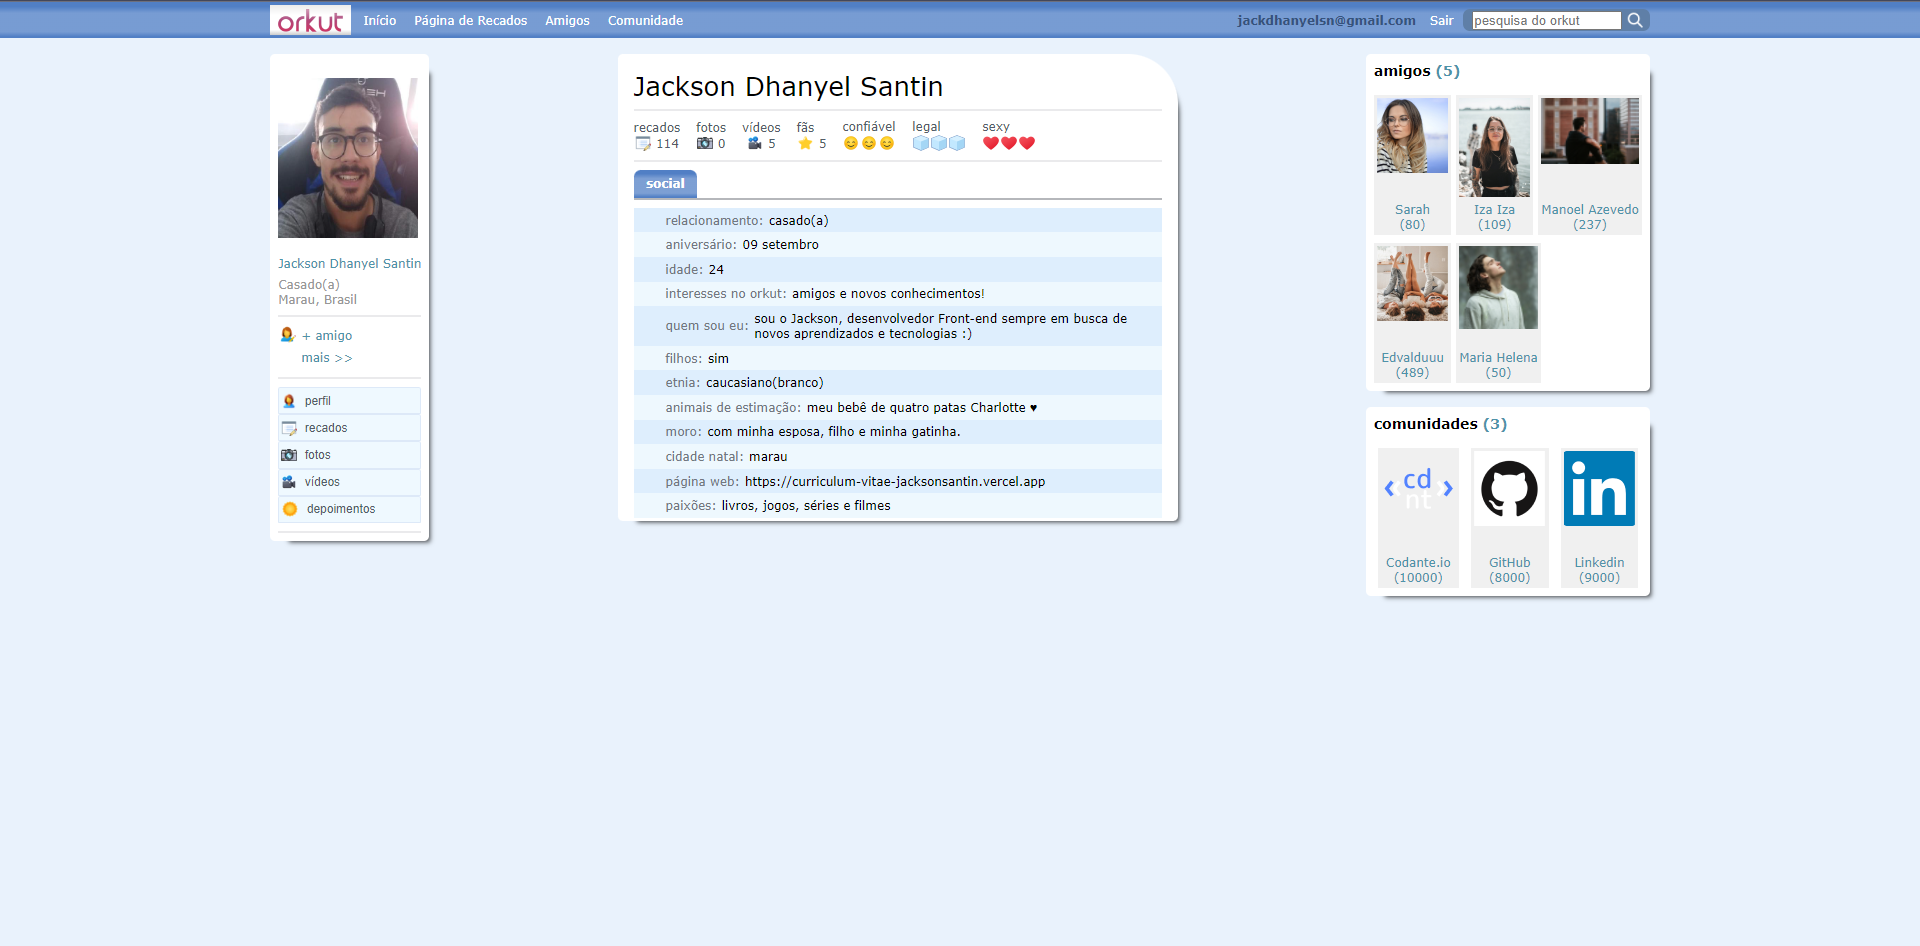 orkut Início Página de Recados Amigos Comunidade jackdhanyelsn@gmail.com Sair pesquisa do orkut
Jackson Dhanyel Santin
Casado(a)
Marau, Brasil
+ amigo
mais >>
perfil
recados
fotos
vídeos
depoimentos
Jackson Dhanyel Santin
recados fotos vídeos fãs confiável legal sexy
114 0 5 5
social
relacionamento: casado(a)
aniversário: 09 setembro
idade: 24
interesses no orkut: amigos e novos conhecimentos!
quem sou eu: sou o Jackson, desenvolvedor Front-end sempre em busca de
novos aprendizados e tecnologias :)
filhos: sim
etnia: caucasiano(branco)
animais de estimação: meu bebê de quatro patas Charlotte ♥
moro: com minha esposa, filho e minha gatinha.
cidade natal: marau
página web: https://curriculum-vitae-jacksonsantin.vercel.app
paixões: livros, jogos, séries e filmes
amigos (5)
Sarah Iza Iza Manoel Azevedo
(80) (109) (237)
Edvalduuu Maria Helena
(489) (50)
comunidades (3)
<cd
nt> in
Codante.io GitHub Linkedin
(10000) (8000) (9000)